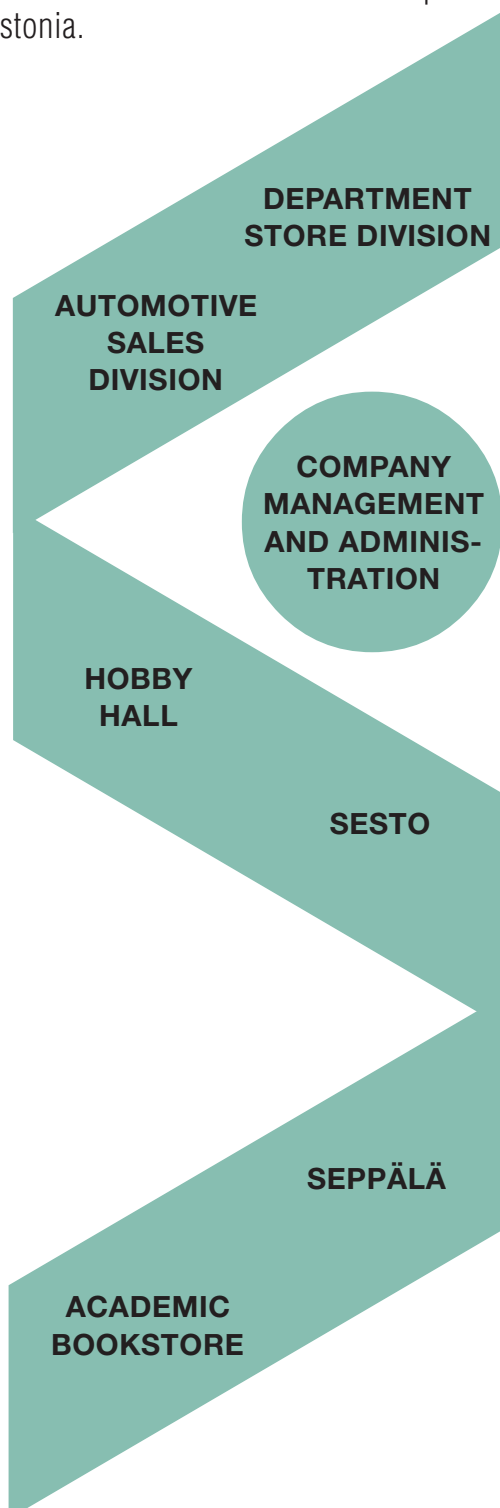 stonia.
DEPARTMENT
STORE DIVISION
AUTOMOTIVE
SALES
DIVISION
COMPANY
MANAGEMENT
AND ADMINIS-
TRATION
HOBBY
HALL
SESTO
SEPPÄLÄ
ACADEMIC
BOOKSTORE